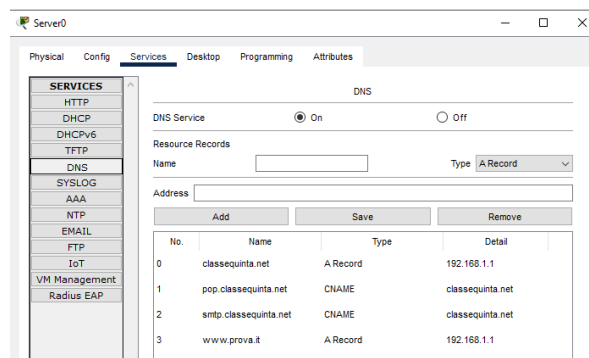 Server0
Physical Config Services Desktop Programming Attributes
SERVICES
HTTP
DHCP
DHCPv6
TFTP
DNS
SYSLOG
AAA
NTP
EMAIL
FTP
IoT
VM Management
Radius EAP
DNS
DNS Service On Off
Resource Records
Name Type A Record
Address
Add Save Remove
No. Name Type Detail
0 classequinta.net A Record 192.168.1.1
1 pop.classequinta.net CNAME classequinta.net
2 smtp.classequinta.net CNAME classequinta.net
3 www.prova.it A Record 192.168.1.1